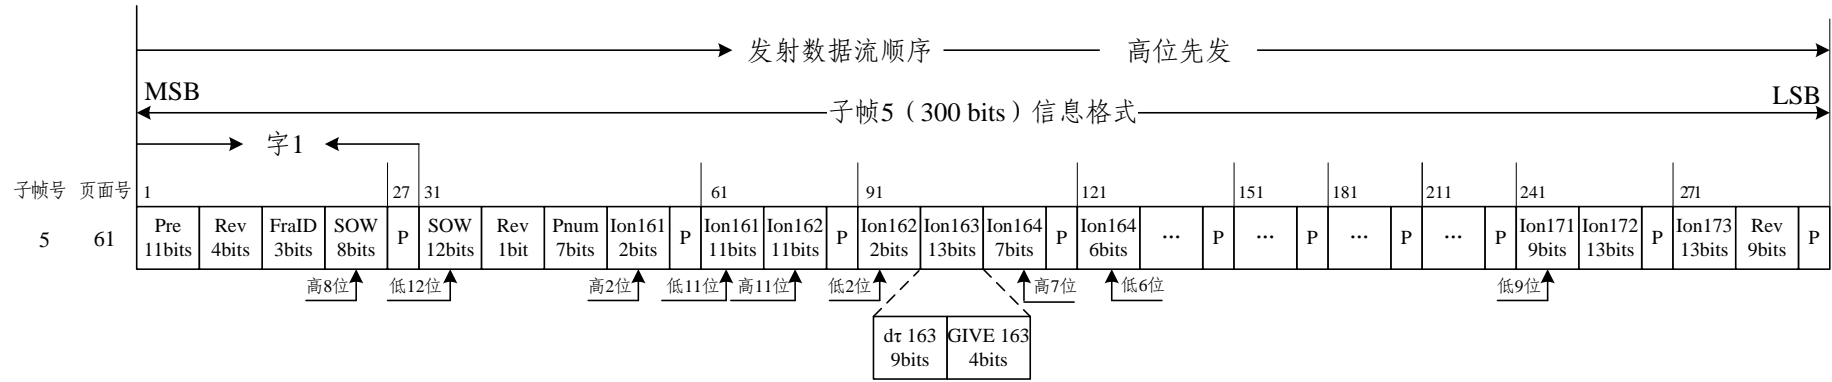 发射数据流顺序 高位先发
MSB LSB
子帧5（300 bits）信息格式
字1
子帧号 页面号 1 27 31 61 91 121 151 181 211 241 271
5 61
Pre
11bits
Rev
4bits
FraID
3bits
SOW
8bits
P
SOW
12bits
Rev
1bit
Pnum
7bits
Ion161
2bits
P
Ion161
11bits
Ion162
11bits
P
Ion162
2bits
Ion163
13bits
Ion164
7bits
P
Ion164
6bits
...
P
...
P
...
P
...
P
Ion171
9bits
Ion172
13bits
P
Ion173
13bits
Rev
9bits
P
高8位 低12位 高2位 低11位 高11位 低2位 高7位 低6位 低9位
dτ 163
9bits
GIVE 163
4bits